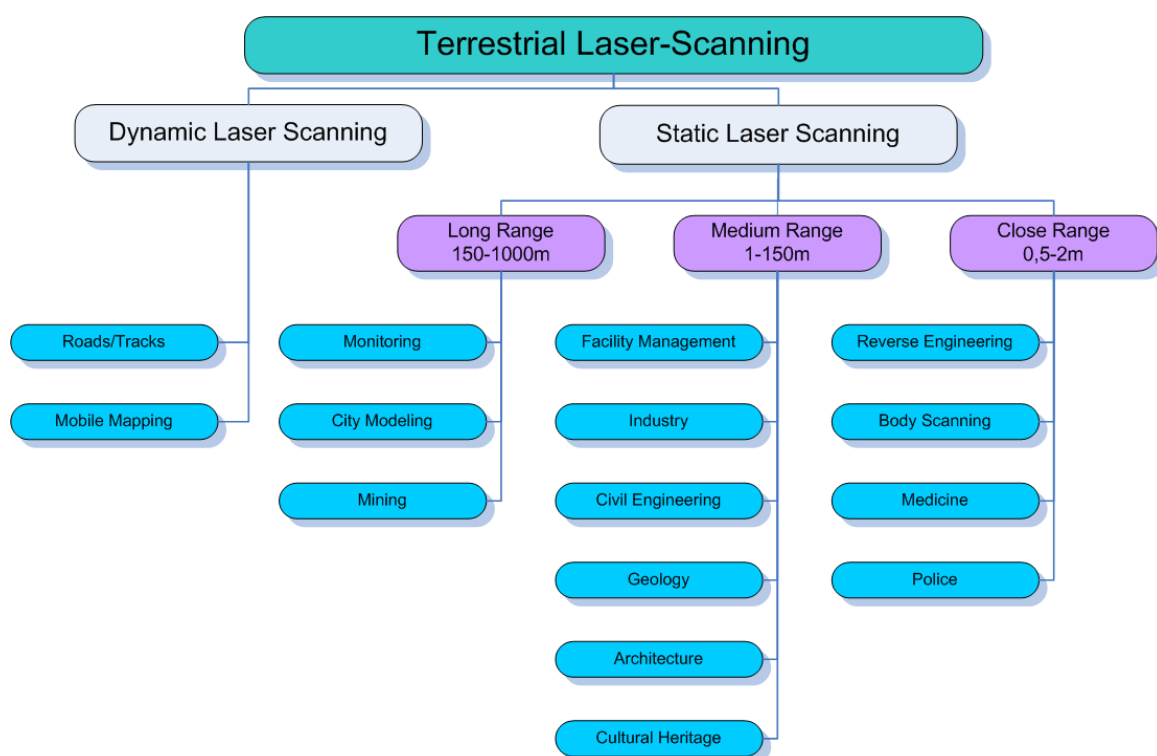 Terrestrial Laser-Scanning
Dynamic Laser Scanning
Static Laser Scanning
Long Range
150-1000m
Medium Range
1-150m
Close Range
0,5-2m
Roads/Tracks
Monitoring
Facility Management
Reverse Engineering
Mobile Mapping
City Modeling
Industry
Body Scanning
Mining
Civil Engineering
Medicine
Geology
Police
Architecture
Cultural Heritage